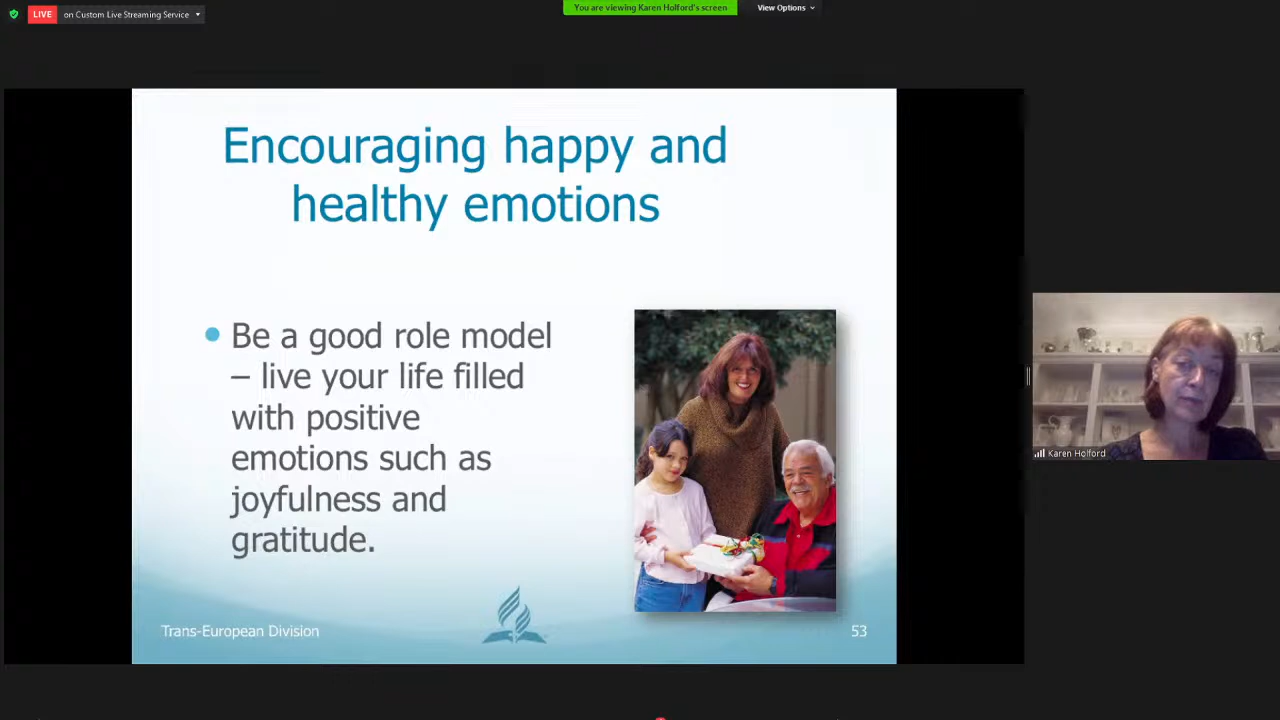 LIVE on Custom Live Streaming Service
You are viewing Karen Holford's screen
View Options
Encouraging happy and
healthy emotions
Be a good role model
– live your life filled
with positive
emotions such as
joyfulness and
gratitude.
Karen Holford
Trans-European Division
53